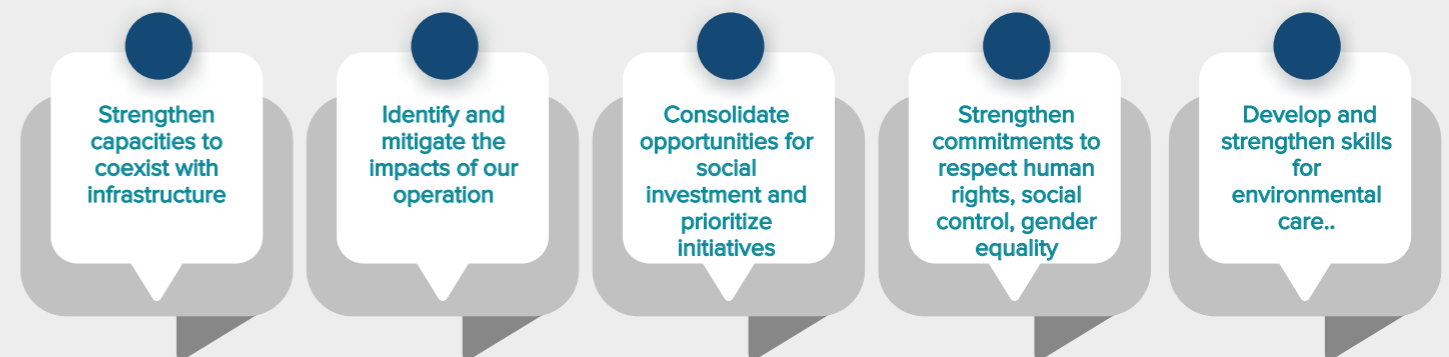 Strengthen
capacities to
coexist with
infrastructure
Identify and
mitigate the
impacts of our
operation
Consolidate
opportunities for
social
investment and
prioritize
initiatives
Strengthen
commitments to
respect human
rights, social
control, gender
equality
Develop and
strengthen skills
for
environmental
care..